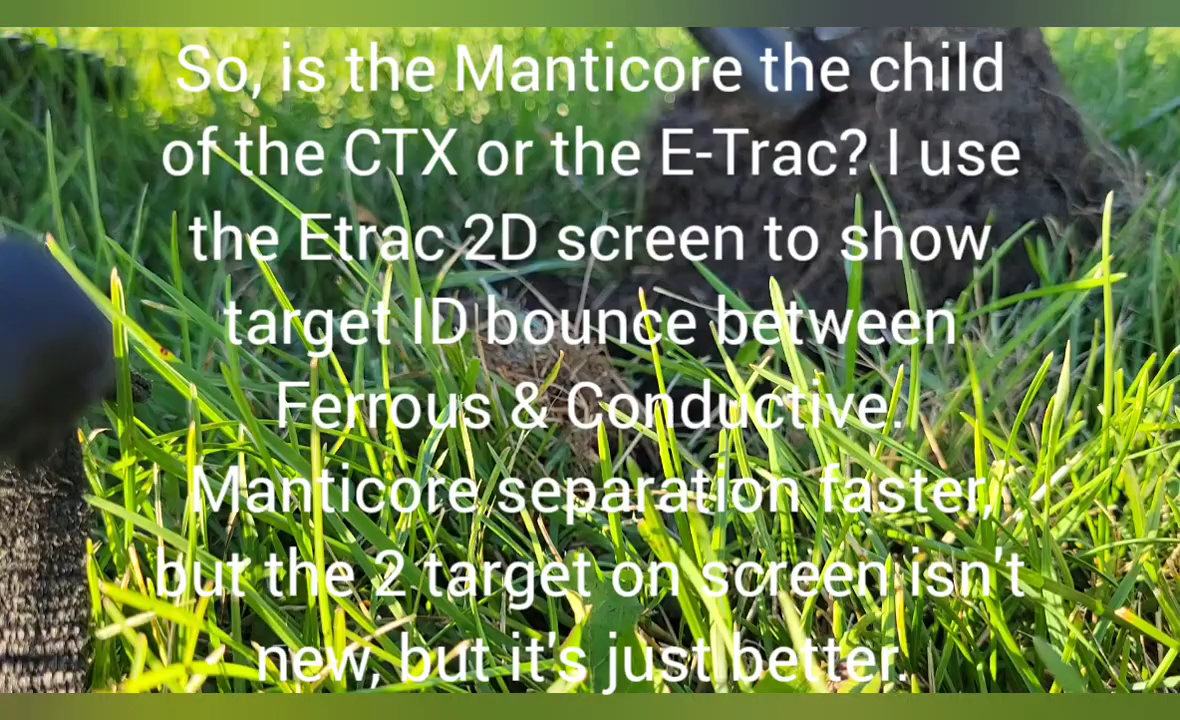 So, is the Manticore the child
of the CTX or the E-Trac? I use
the Etrac 2D screen to show
target ID bounce between
Ferrous & Conductive.
Manticore separation faster,
but the 2 target on screen isn't
new, but it's just better.